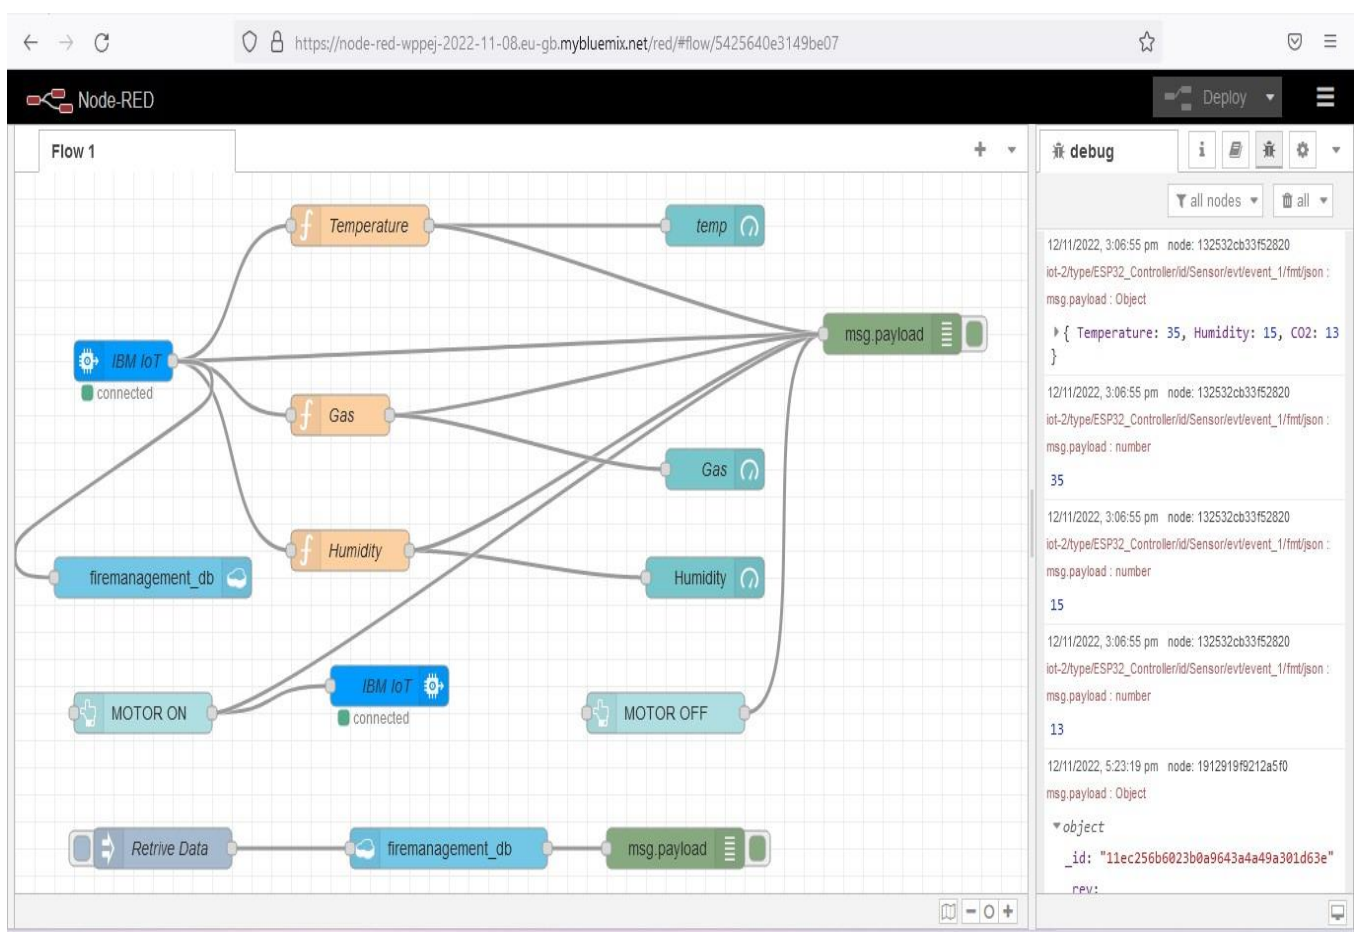 https://node-red-wppej-2022-11-08.eu-gb.mybluemix.net/red/#flow/5425640e3149be07
Node-RED
Deploy
Flow 1
Temperature
temp
msg.payload
IBM IoT
connected
Gas
Gas
Humidity
Humidity
firemanagement_db
IBM IoT
connected
MOTOR ON
MOTOR OFF
Retrive Data
firemanagement_db
msg.payload
debug
i
all nodes
all
12/11/2022, 3:06:55 pm node: 132532cb33f52820
iot-2/type/ESP32_Controller/id/Sensor/evt/event_1/fmt/json :
msg.payload : Object
{ Temperature: 35, Humidity: 15, CO2: 13
}
12/11/2022, 3:06:55 pm node: 132532cb33f52820
iot-2/type/ESP32_Controller/id/Sensor/evt/event_1/fmt/json :
msg.payload : number
35
12/11/2022, 3:06:55 pm node: 132532cb33f52820
iot-2/type/ESP32_Controller/id/Sensor/evt/event_1/fmt/json :
msg.payload : number
15
12/11/2022, 3:06:55 pm node: 132532cb33f52820
iot-2/type/ESP32_Controller/id/Sensor/evt/event_1/fmt/json :
msg.payload : number
13
12/11/2022, 5:23:19 pm node: 1912919f9212a5f0
msg.payload : Object
object
_id: "11ec256b6023b0a9643a4a49a301d63e"
_rev: